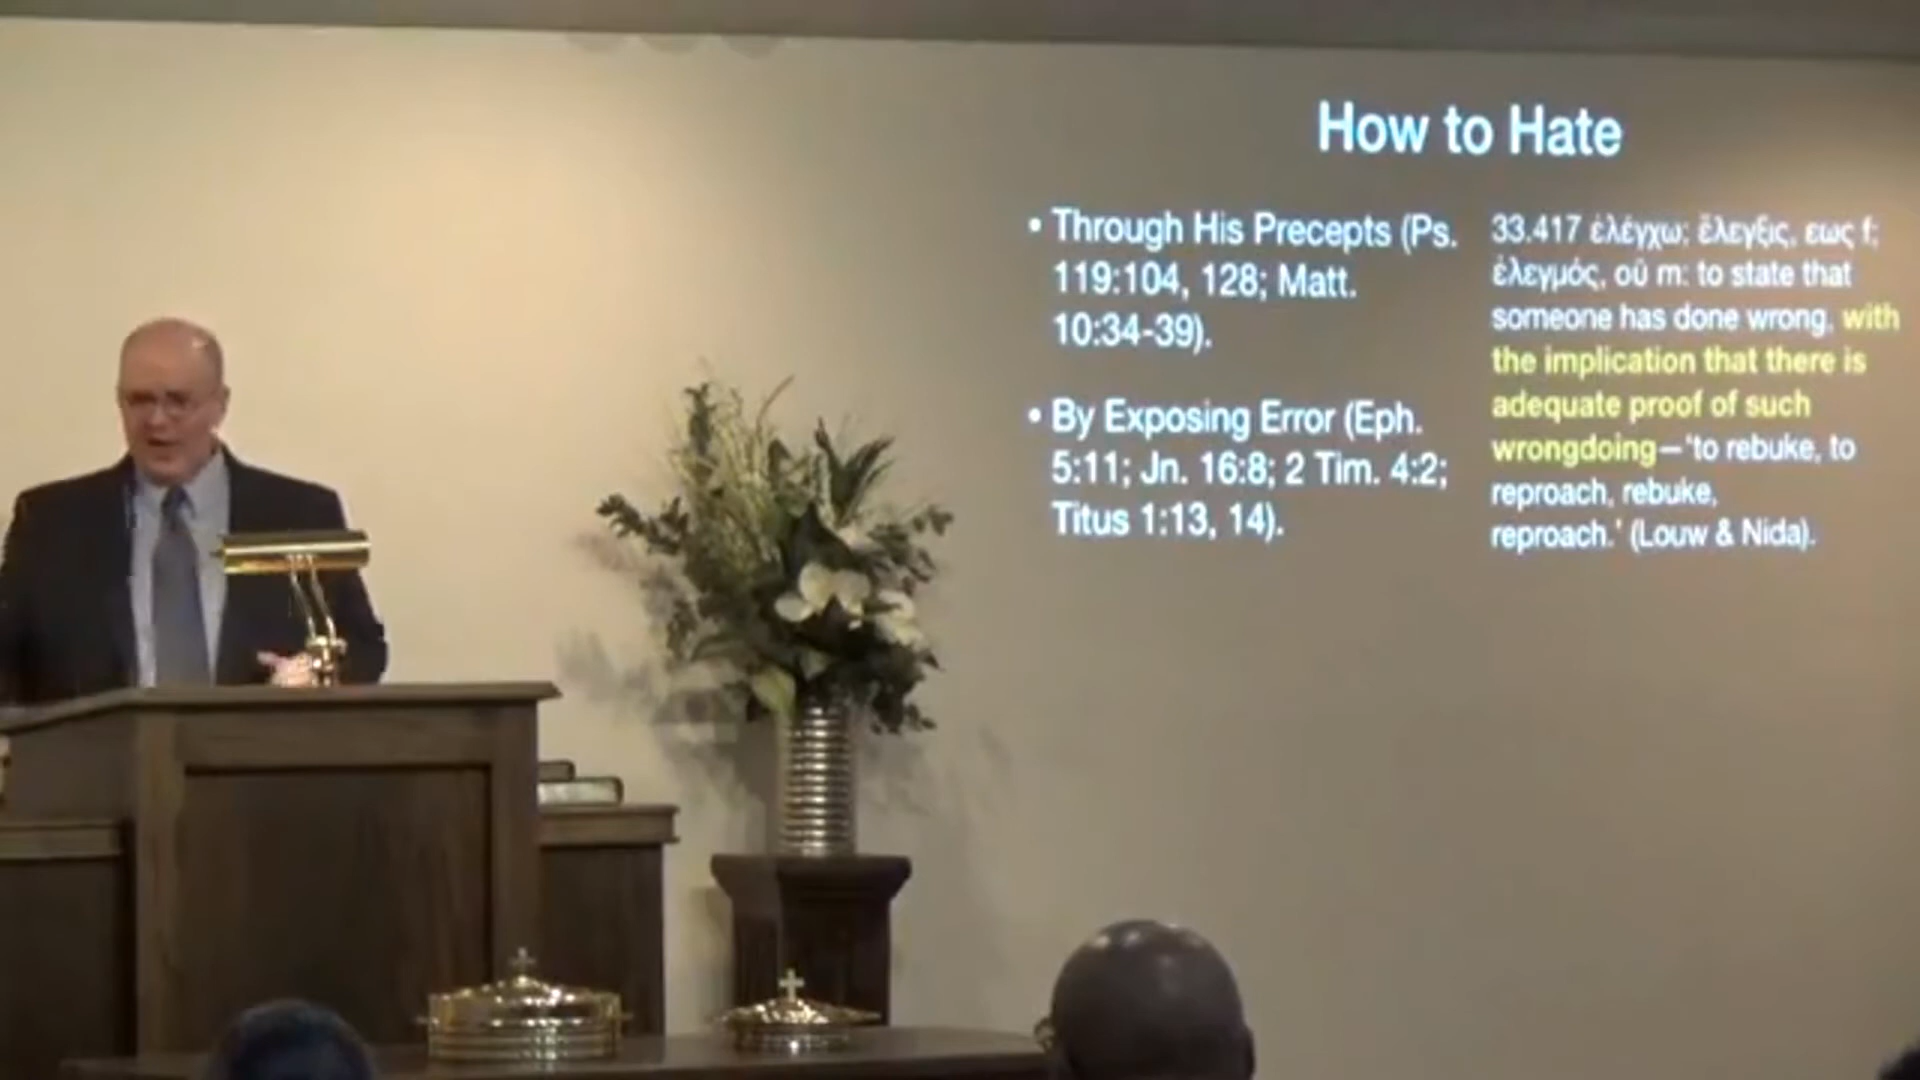 How to Hate
• Through His Precepts (Ps.
119:104, 128; Matt.
10:34-39).
• By Exposing Error (Eph.
5:11; Jn. 16:8; 2 Tim. 4:2;
Titus 1:13, 14).
33.417 ἐλέγχω; ἔλεγξις, εως f;
ἐλεγμός, οῦ m: to state that
someone has done wrong, with
the implication that there is
adequate proof of such
wrongdoing—‘to rebuke, to
reproach, rebuke,
reproach.’ (Louw & Nida).